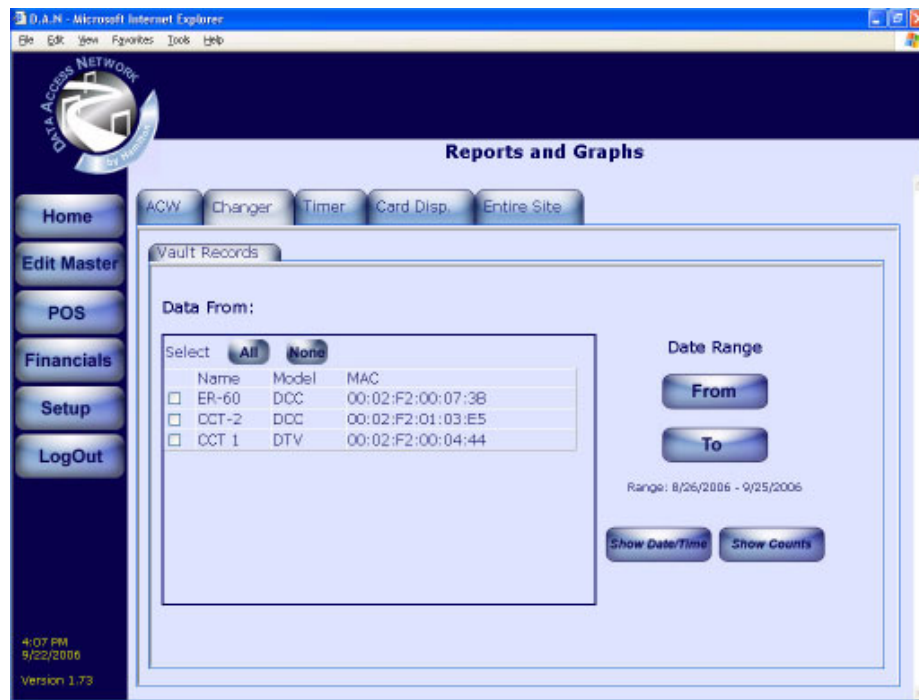 D.A.N - Microsoft Internet Explorer
File Edit View Favorites Tools Help
DATA ACCESS NETWORK
by Hamilton
Reports and Graphs
Home
Edit Master
POS
Financials
Setup
LogOut
ACW Changer Timer Card Disp. Entire Site
Vault Records
Data From:
Select All None
Name Model MAC
ER-60 DCC 00:02:F2:00:07:3B
CCT-2 DCC 00:02:F2:01:03:E5
CCT 1 DTV 00:02:F2:00:04:44
Date Range
From
To
Range: 8/26/2006 - 9/25/2006
Show Date/Time Show Counts
4:07 PM
9/22/2006
Version 1.73